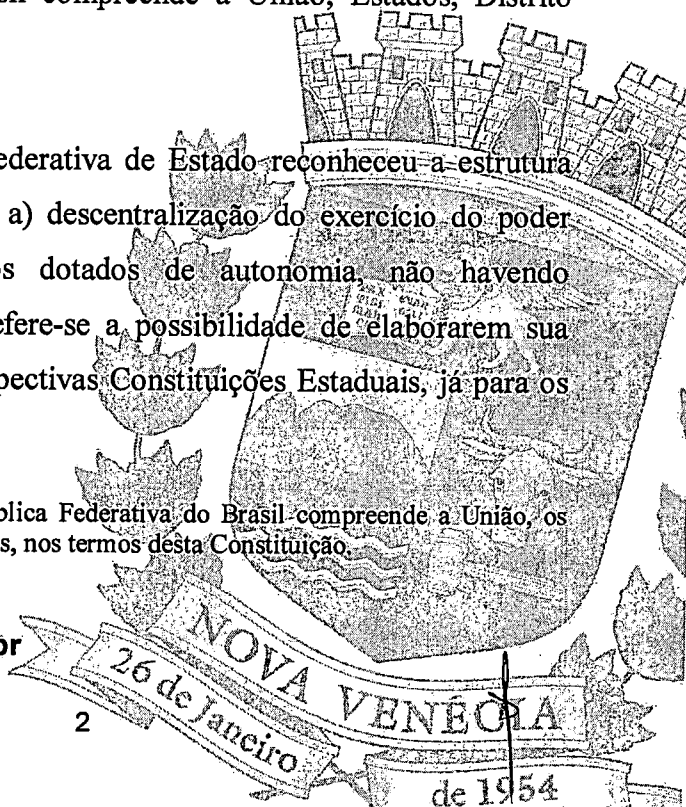 compreende a União, Estados, Distrito
ederativa de Estado reconheceu a estrutura
a) descentralização do exercício do poder
s dotados de autonomia, não havendo
efere-se a possibilidade de elaborarem sua
pectivas Constituições Estaduais, já para os
blica Federativa do Brasil compreende a União, os
s, nos termos desta Constituição.
or
2
NOVA VENÉCIA
26 de Janeiro
de 1954